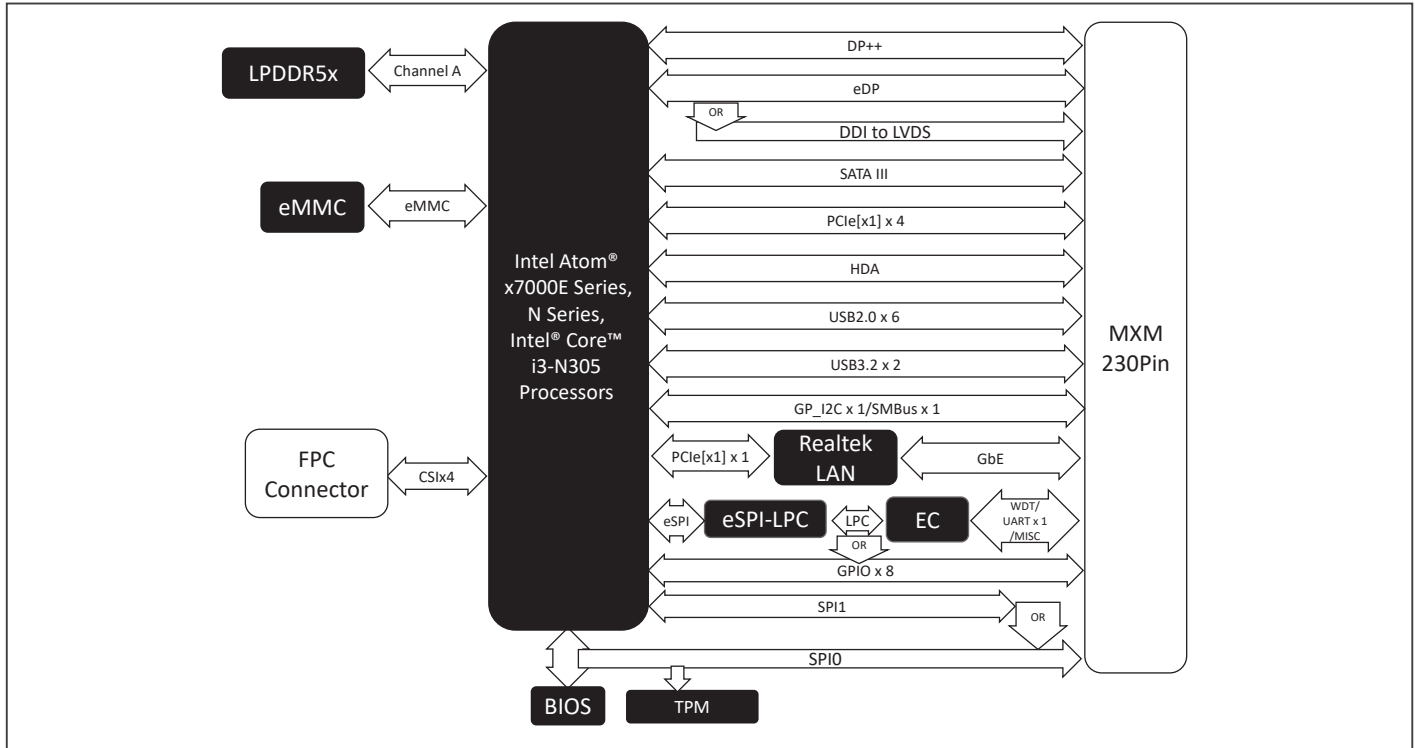 LPDDR5x
Channel A
eMMC
eMMC
FPC
Connector
CSIx4
Intel Atom®
x7000E Series,
N Series,
Intel® Core™
i3-N305
Processors
DP++
eDP
OR
DDI to LVDS
SATA III
PCIe[x1] x 4
HDA
USB2.0 x 6
USB3.2 x 2
GP_I2C x 1/SMBus x 1
PCIe[x1] x 1
Realtek
LAN
GbE
eSPI
eSPI-LPC
LPC
EC
WDT/
UART x 1
/MISC
OR
GPIO x 8
SPI1
OR
SPI0
BIOS
TPM
MXM
230Pin